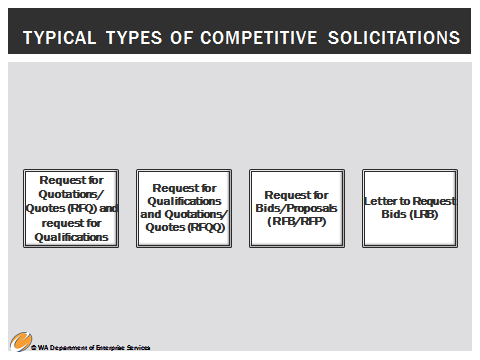 TYPICAL TYPES OF COMPETITIVE SOLICITATIONS
Request for
Quotations/
Quotes (RFQ) and
request for
Qualifications
Request for
Qualifications
and Quotations/
Quotes (RFQQ)
Request for
Bids/Proposals
(RFB/RFP)
Letter to Request
Bids (LRB)
© WA Department of Enterprise Services